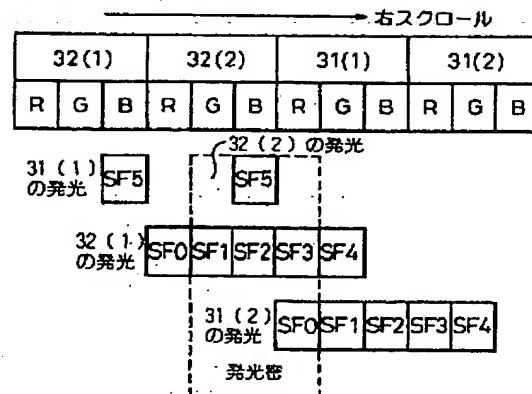 右スクロール
32(1) 32(2) 31(1) 31(2)
R G B R G B R G B R G B
32(2)の発光
31(1)
の発光
SF5 SF5
32(1)
の発光
SF0 SF1 SF2 SF3 SF4
31(2)
の発光
SF0 SF1 SF2 SF3 SF4
発光密